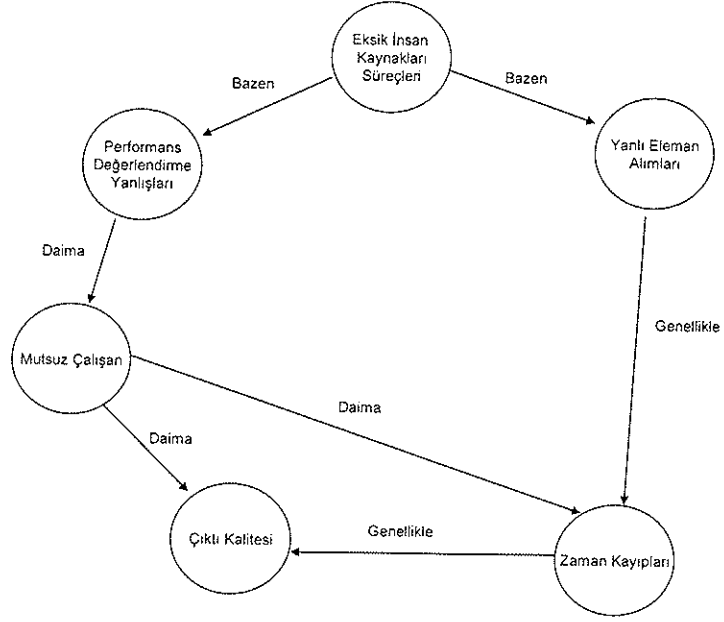 Eksik İnsan
Kaynakları
Süreçleri
Bazen
Bazen
Performans
Değerlendirme
Yanlışları
Yanlı Eleman
Alımları
Daima
Genellikle
Mutsuz Çalışan
Daima
Daima
Çıktı Kalitesi
Genellikle
Zaman Kayıpları